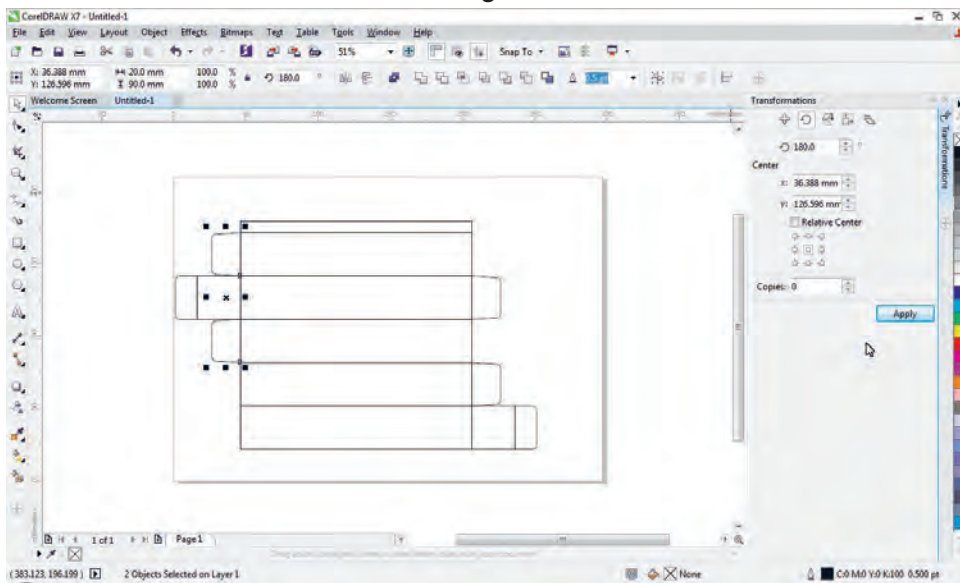 CorelDRAW X7 - Untitled-1
File Edit View Layout Object Effects Bitmaps Text Table Tools Window Help
51% Snap To
X: 36.388 mm 20.0 mm 100.0 % 180.0 °
Y: 126.596 mm 90.0 mm 100.0 %
Welcome Screen Untitled-1
Transformations
Transformations
180.0 °
Center
x: 36.388 mm
y: 126.596 mm
Relative Center
Copies: 0
Apply
1 of 1 Page 1
(383.123, 196.199) 2 Objects Selected on Layer 1 None C:0 M:0 Y:0 K:100 0.500 pt